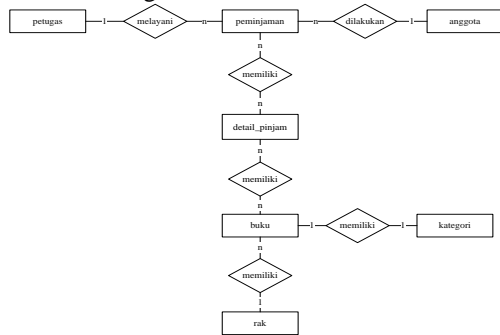 petugas 1 melayani n peminjaman n dilakukan 1 anggota
n
memiliki
n
detail_pinjam
n
memiliki
n
buku 1 memiliki 1 kategori
n
memiliki
1
rak